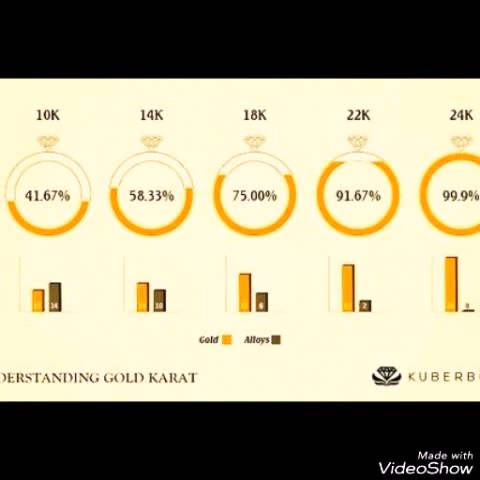 10K 14K 18K 22K 24K
41.67% 58.33% 75.00% 91.67% 99.9%
14 10 6 2 0
Gold Alloys
DERSTANDING GOLD KARAT
KUBERB
Made with
VideoShow